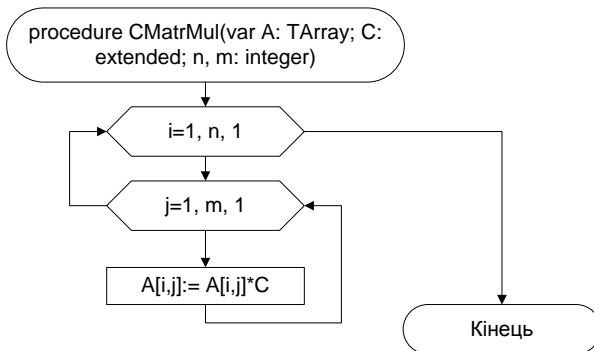 procedure CMatrMul(var A: TArray; C:
extended; n, m: integer)
i=1, n, 1
j=1, m, 1
A[i,j]:= A[i,j]*C
Кінець